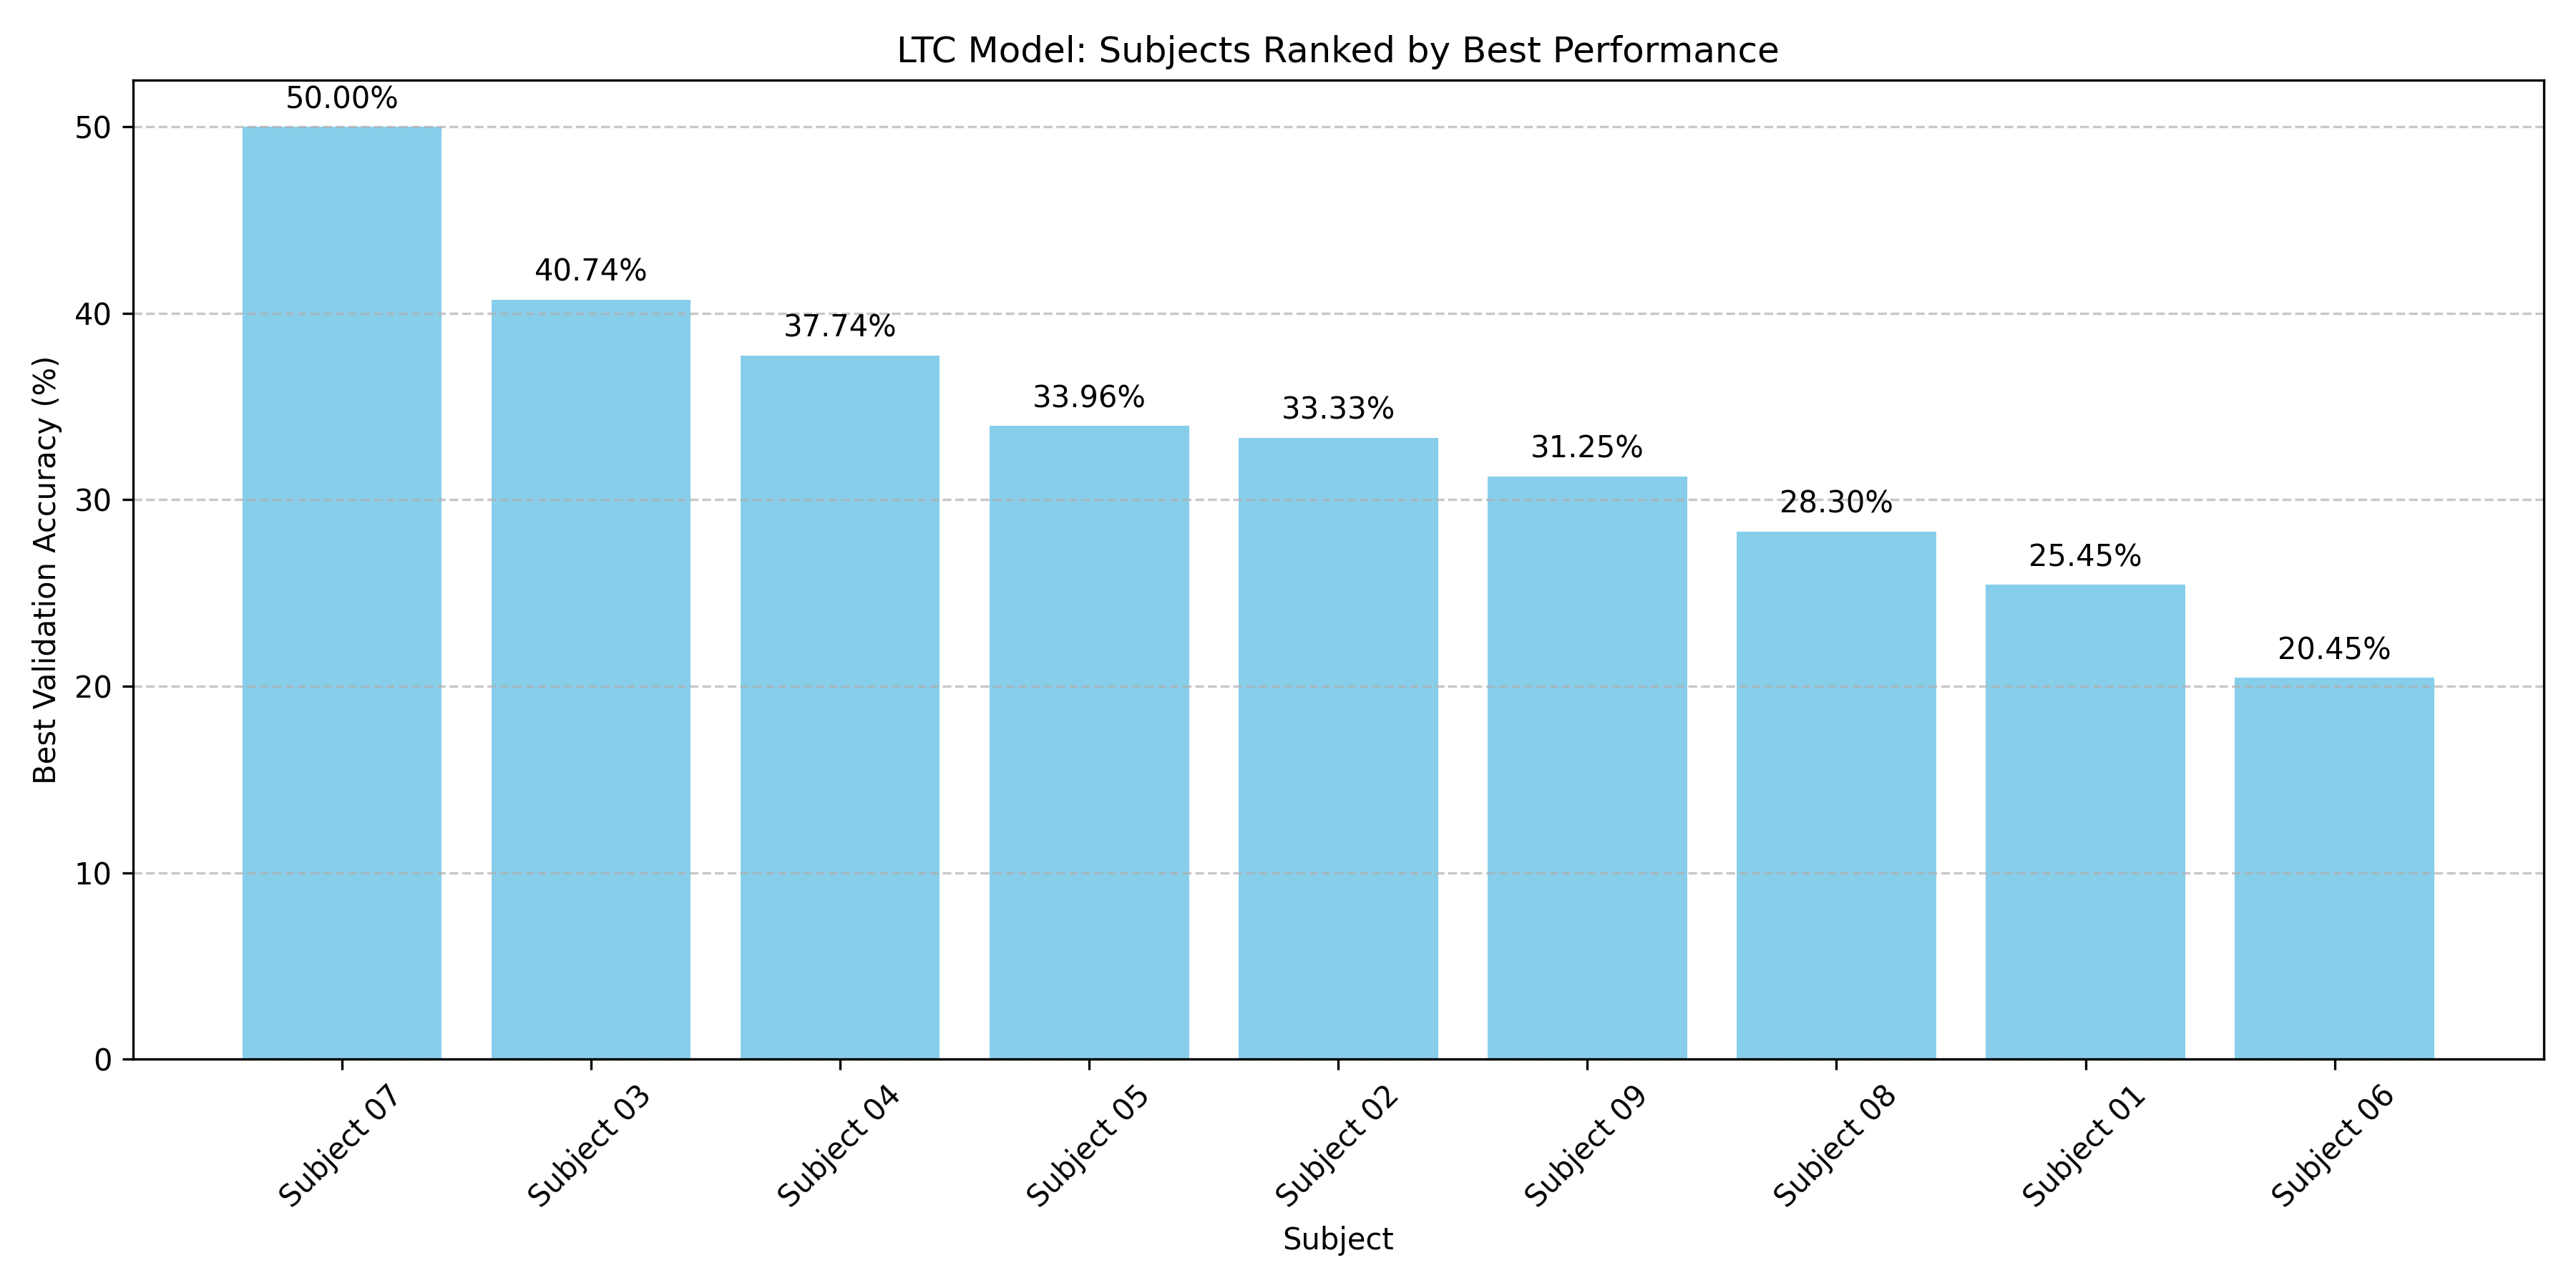 LTC Model: Subjects Ranked by Best Performance
Best Validation Accuracy (%)
50
40
30
20
10
0
50.00%
40.74%
37.74%
33.96%
33.33%
31.25%
28.30%
25.45%
20.45%
Subject 07
Subject 03
Subject 04
Subject 05
Subject 02
Subject 09
Subject 08
Subject 01
Subject 06
Subject